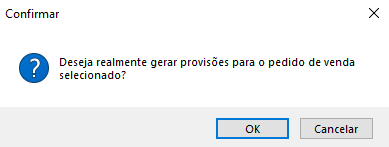 Confirmar
Deseja realmente gerar provisões para o pedido de venda
selecionado?
OK
Cancelar